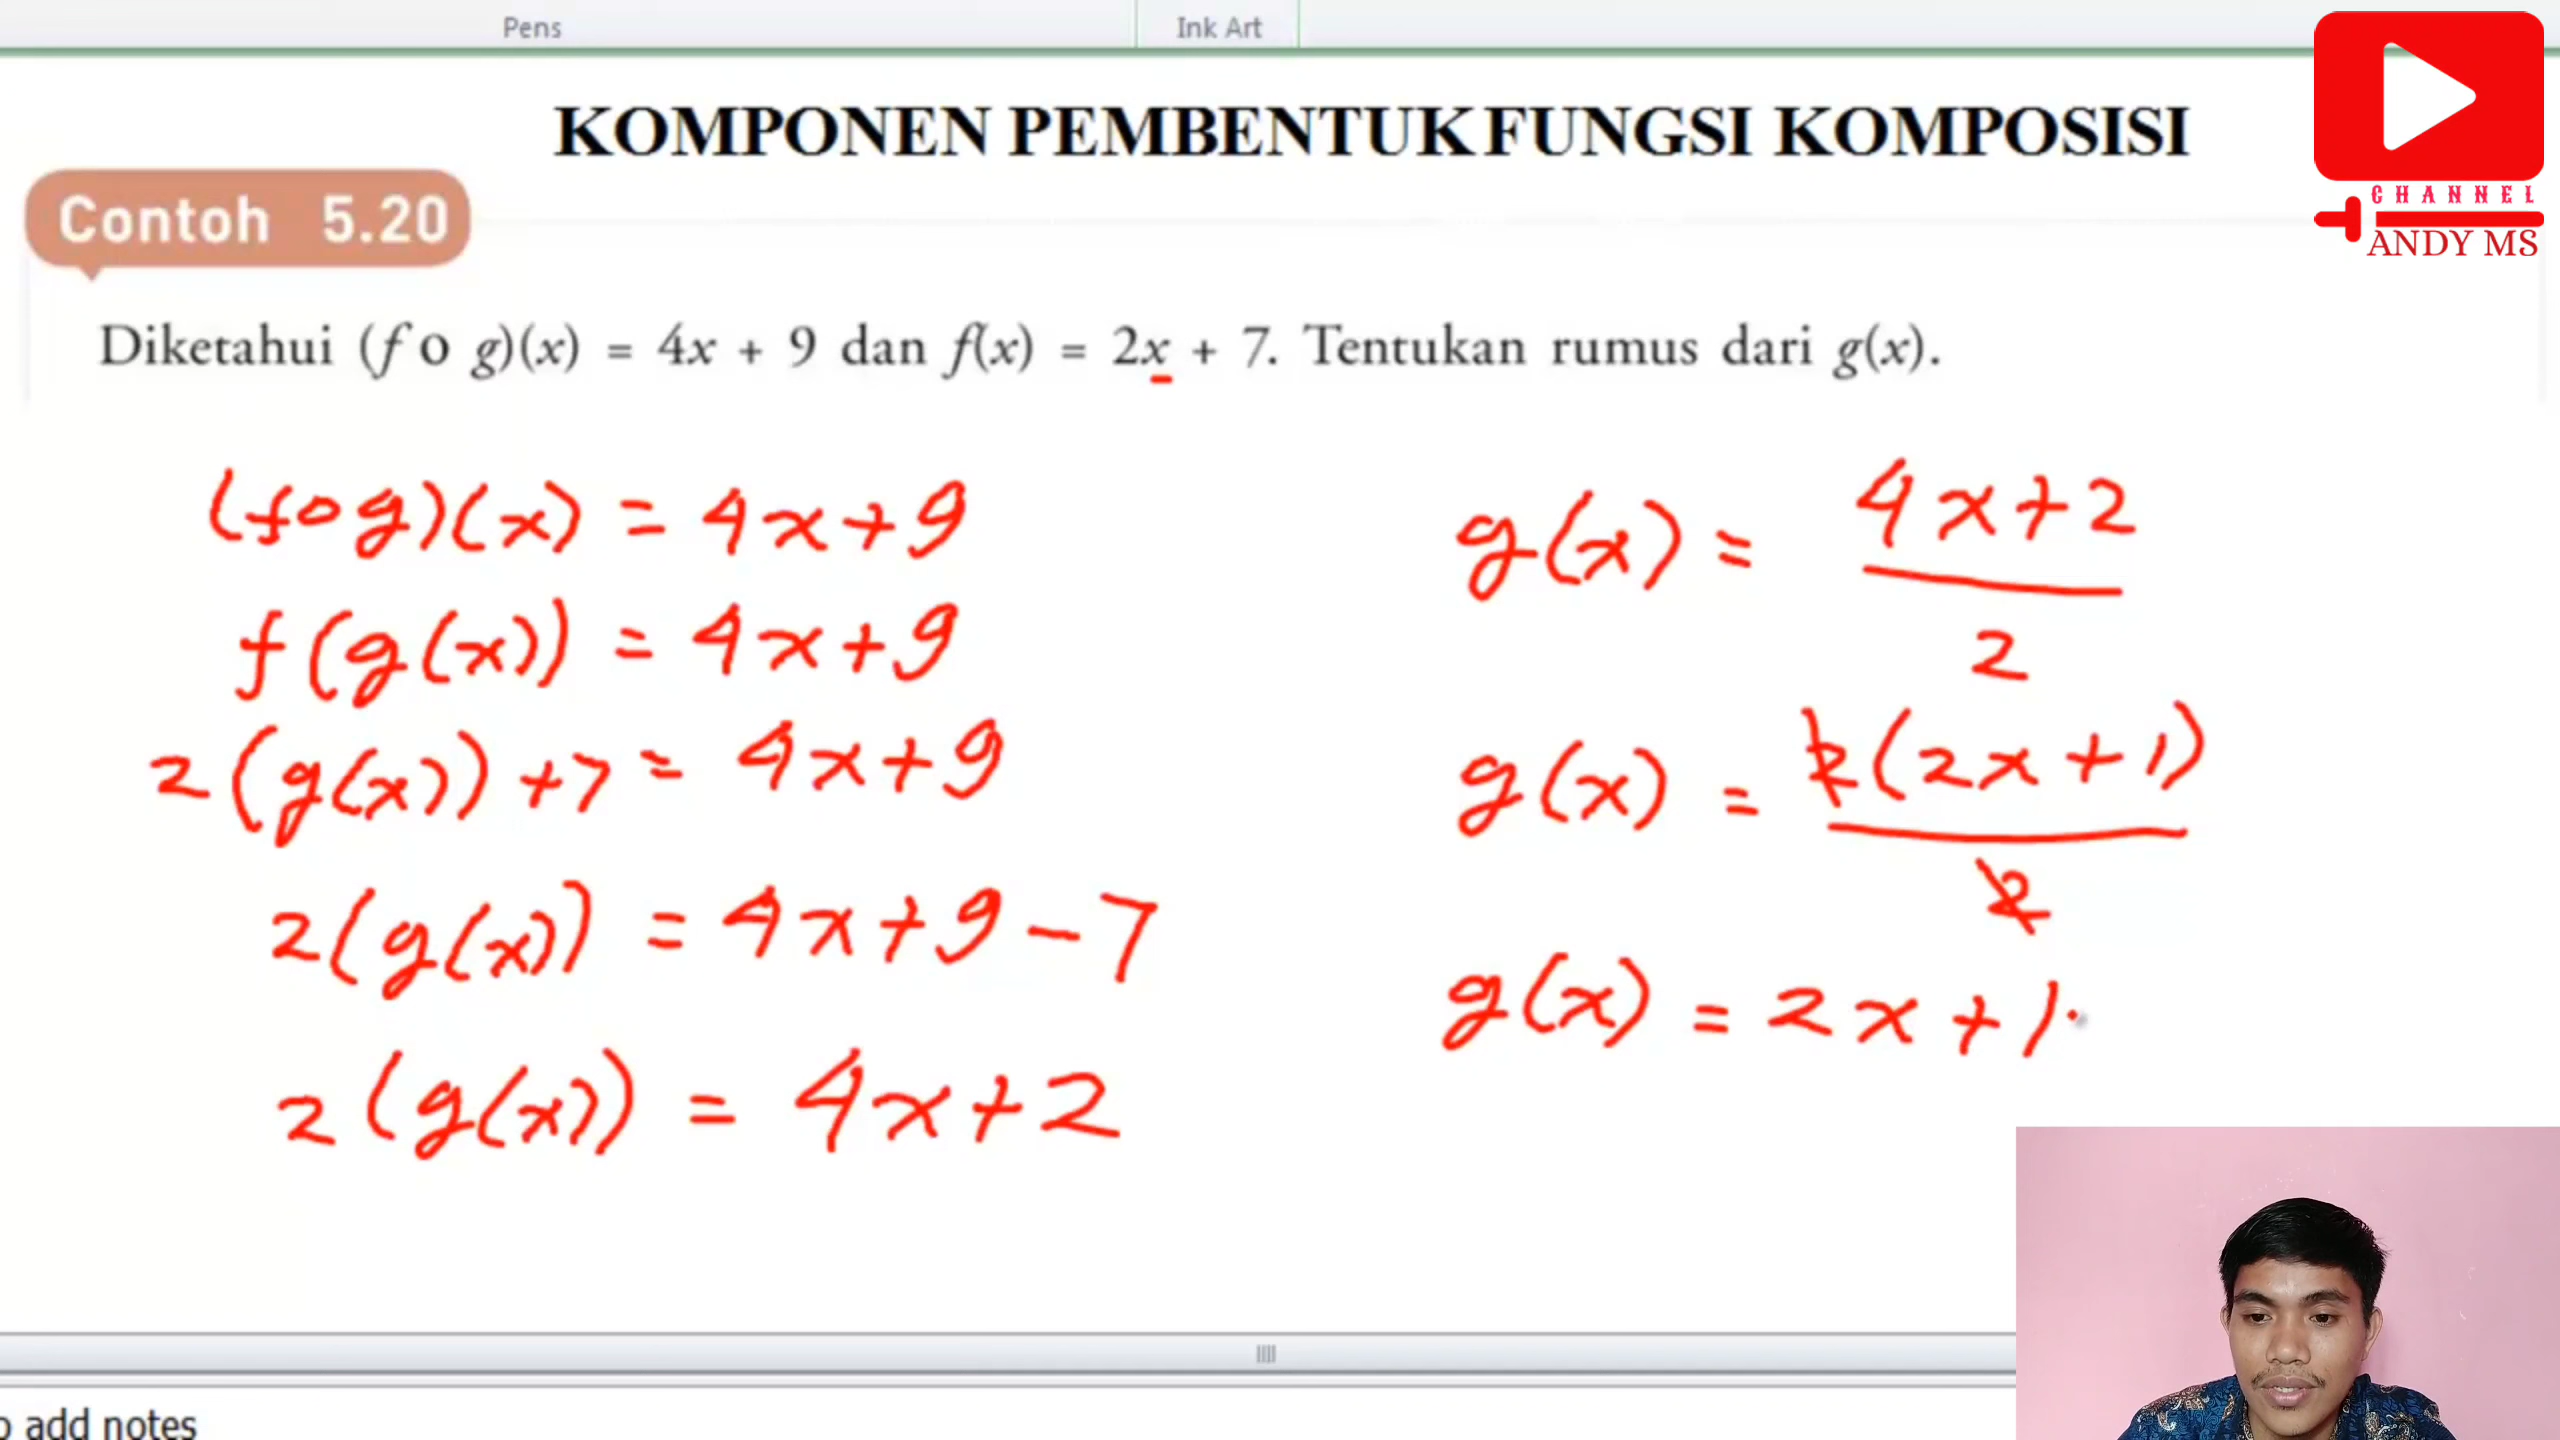 Pens
Ink Art
KOMPONEN PEMBENTUK FUNGSI KOMPOSISI
CHANNEL
ANDY MS
Contoh 5.20
Diketahui (f o g)(x) = 4x + 9 dan f(x) = 2x + 7. Tentukan rumus dari g(x).
(fog)(x) = 4x+9
f(g(x)) = 4x+9
2(g(x))+7 = 4x+9
2(g(x)) = 4x+9-7
2(g(x)) = 4x+2
g(x) = 4x+2
2
g(x) = 2(2x+1)
2
g(x) = 2x+1
o add notes